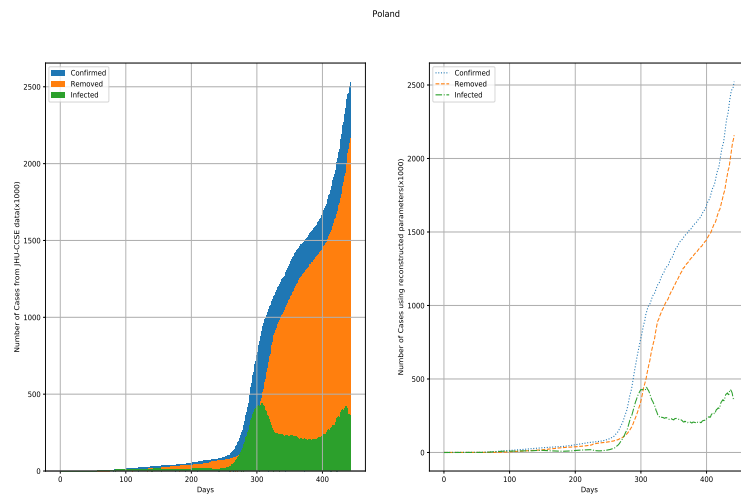 Poland
Number of Cases from JHU-CCSE data(x1000)
2500
2000
1500
1000
500
0
Confirmed
Removed
Infected
0 100 200 300 400
Days
Number of Cases using reconstructed parameters(x1000)
2500
2000
1500
1000
500
0
Confirmed
Removed
Infected
0 100 200 300 400
Days